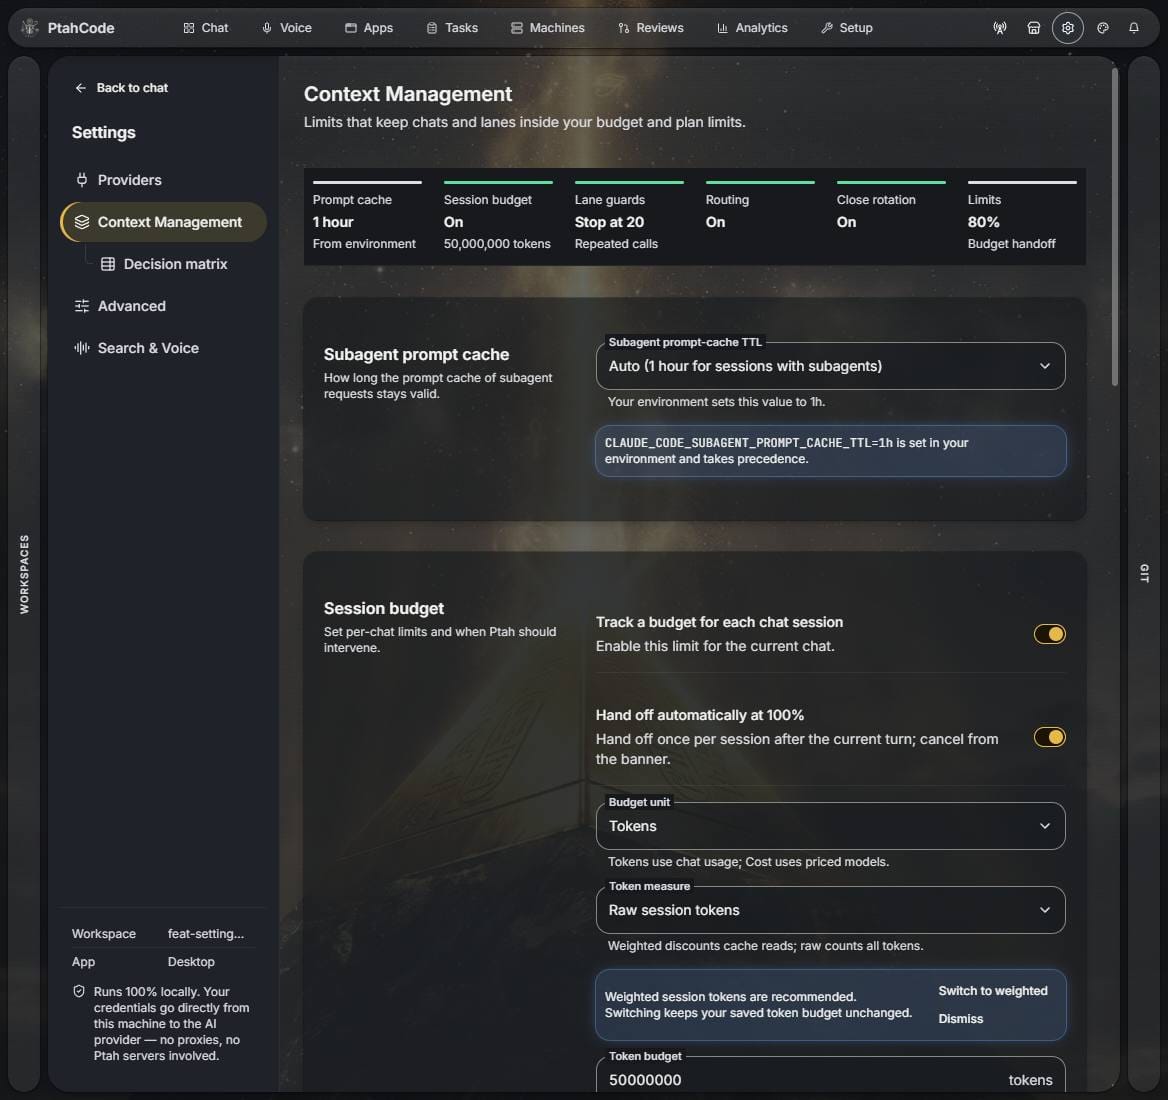 PtahCode
Chat
Voice
Apps
Tasks
Machines
Reviews
Analytics
Setup
WORKSPACES
Back to chat
Settings
Providers
Context Management
Decision matrix
Advanced
Search & Voice
Workspace feat-setting...
App Desktop
Runs 100% locally. Your
credentials go directly from
this machine to the AI
provider — no proxies, no
Ptah servers involved.
Context Management
Limits that keep chats and lanes inside your budget and plan limits.
Prompt cache
1 hour
From environment
Session budget
On
50,000,000 tokens
Lane guards
Stop at 20
Repeated calls
Routing
On
Close rotation
On
Limits
80%
Budget handoff
Subagent prompt cache
How long the prompt cache of subagent
requests stays valid.
Subagent prompt-cache TTL
Auto (1 hour for sessions with subagents)
Your environment sets this value to 1h.
CLAUDE_CODE_SUBAGENT_PROMPT_CACHE_TTL=1h is set in your
environment and takes precedence.
Session budget
Set per-chat limits and when Ptah should
intervene.
Track a budget for each chat session
Enable this limit for the current chat.
Hand off automatically at 100%
Hand off once per session after the current turn; cancel from
the banner.
Budget unit
Tokens
Tokens use chat usage; Cost uses priced models.
Token measure
Raw session tokens
Weighted discounts cache reads; raw counts all tokens.
Weighted session tokens are recommended.
Switching keeps your saved token budget unchanged.
Switch to weighted
Dismiss
Token budget
50000000 tokens
GIT